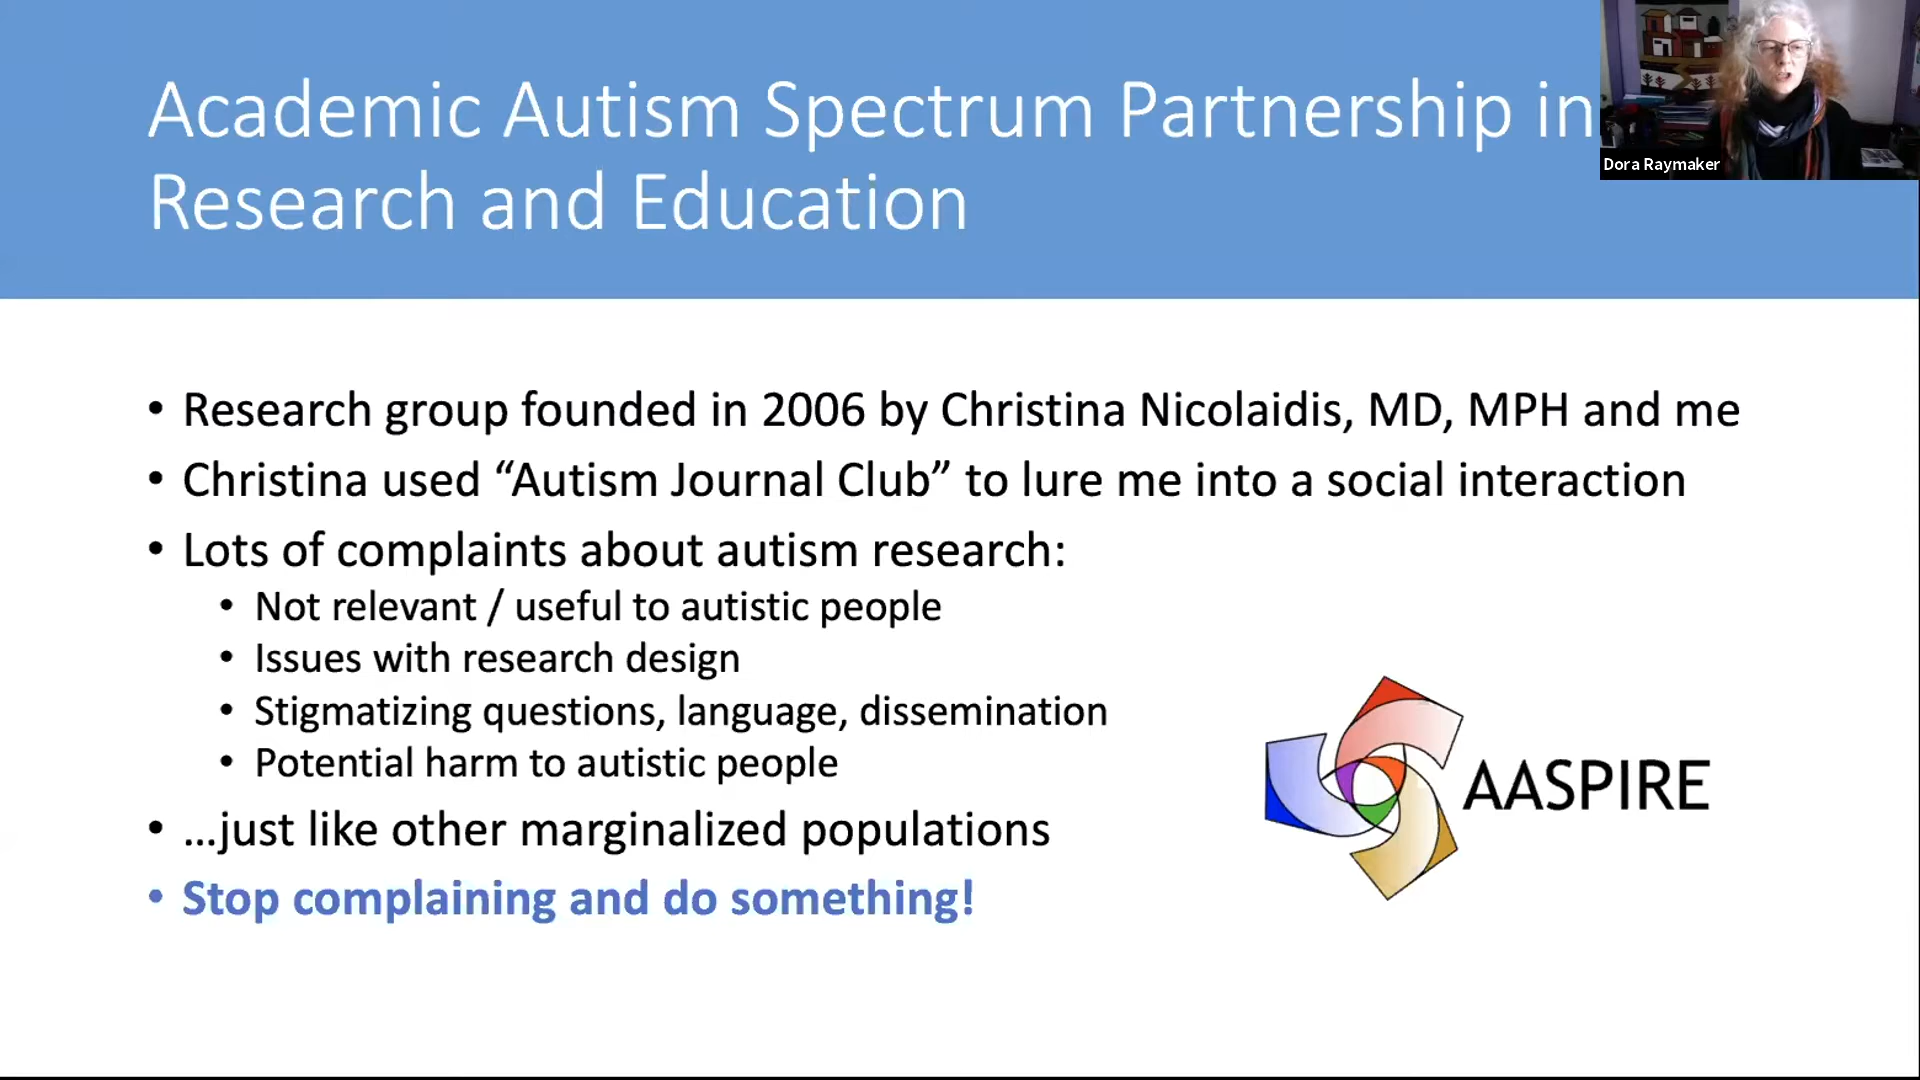 Academic Autism Spectrum Partnership in
Research and Education
Dora Raymaker
• Research group founded in 2006 by Christina Nicolaidis, MD, MPH and me
• Christina used “Autism Journal Club” to lure me into a social interaction
• Lots of complaints about autism research:
• Not relevant / useful to autistic people
• Issues with research design
• Stigmatizing questions, language, dissemination
• Potential harm to autistic people
• ...just like other marginalized populations
• Stop complaining and do something!
AASPIRE